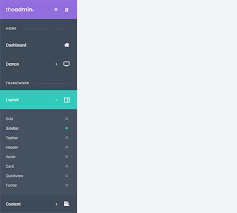 theadmin.
HOME
Dashboard
Demos
FRAMEWORK
Layout
Grid
Sidebar
Topbar
Header
Aside
Card
Quickview
Footer
Content